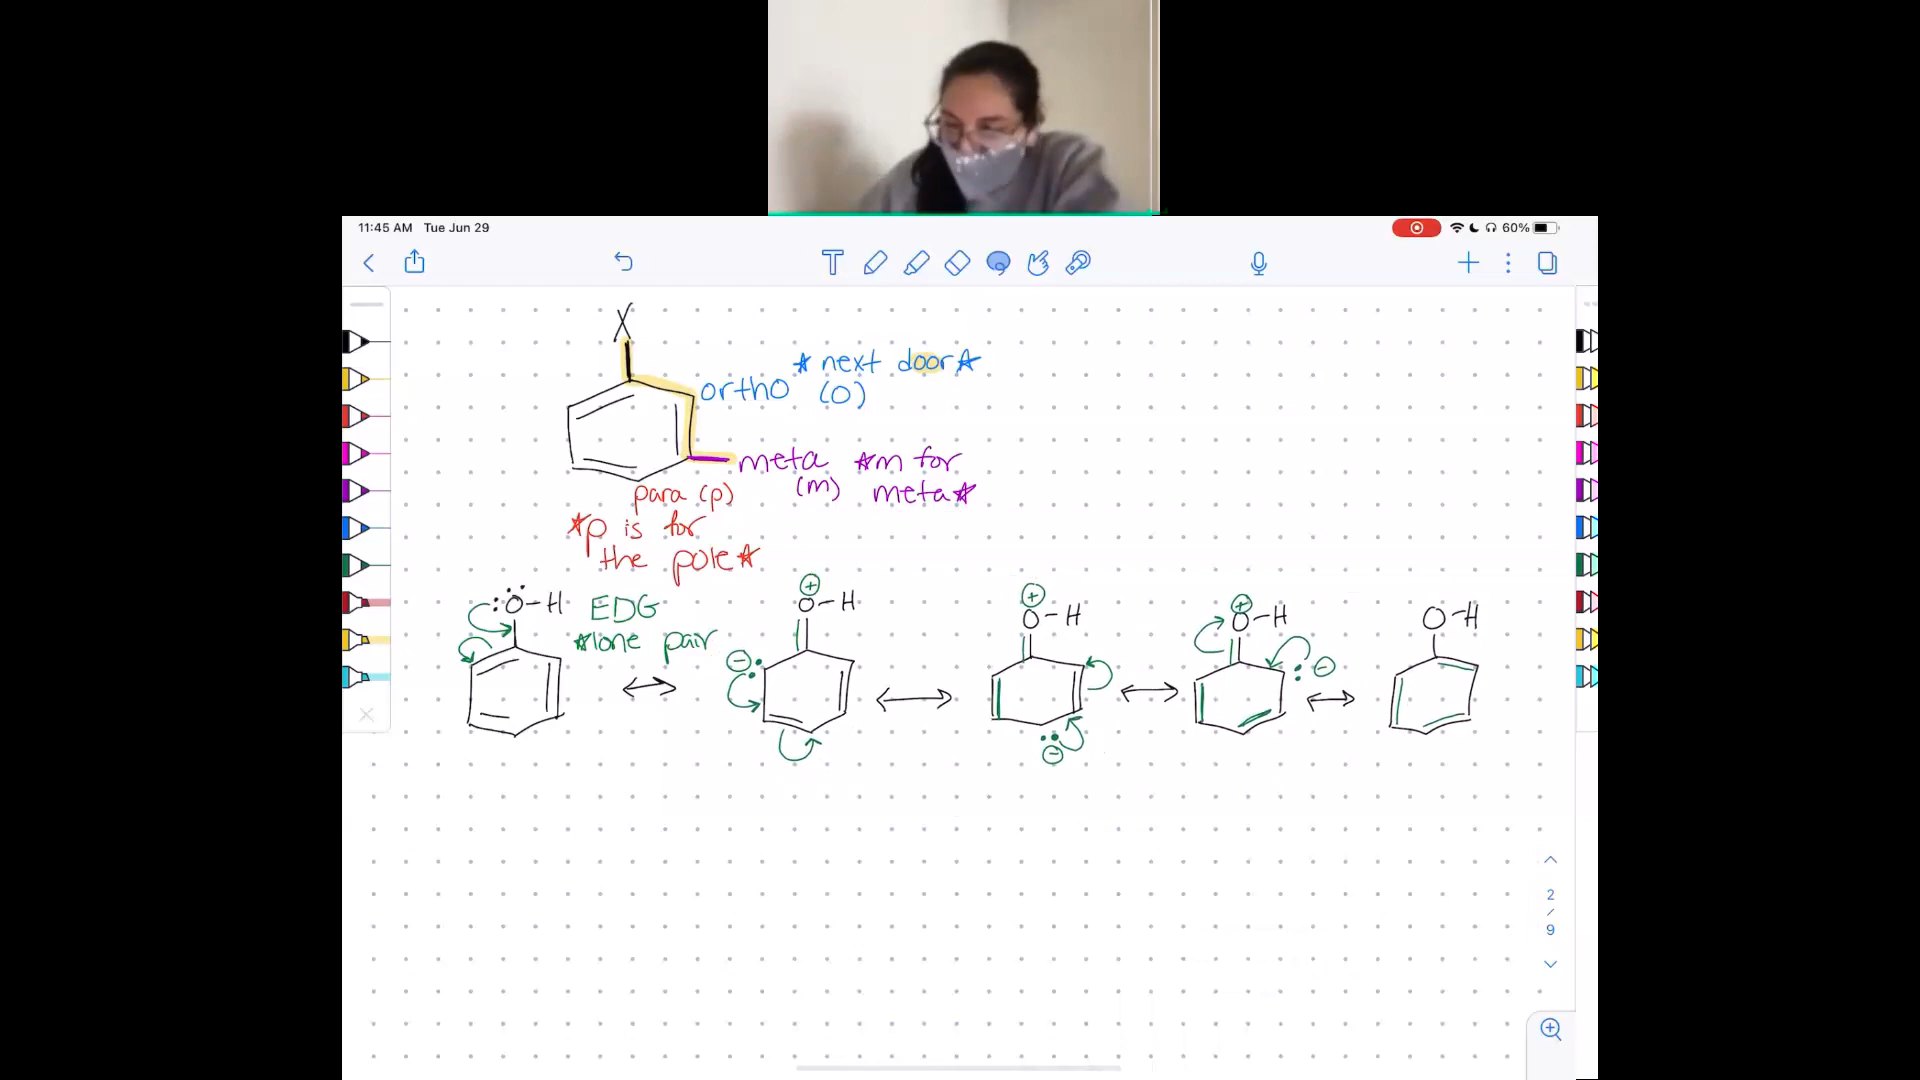 11:45 AM Tue Jun 29
60%
T
X
* next door*
ortho (O)
meta *m for
(m) meta*
para (p)
*p is for
the pole*
:O-H EDG
*lone pair
O-H
O-H
O-H
O-H
2
/
9